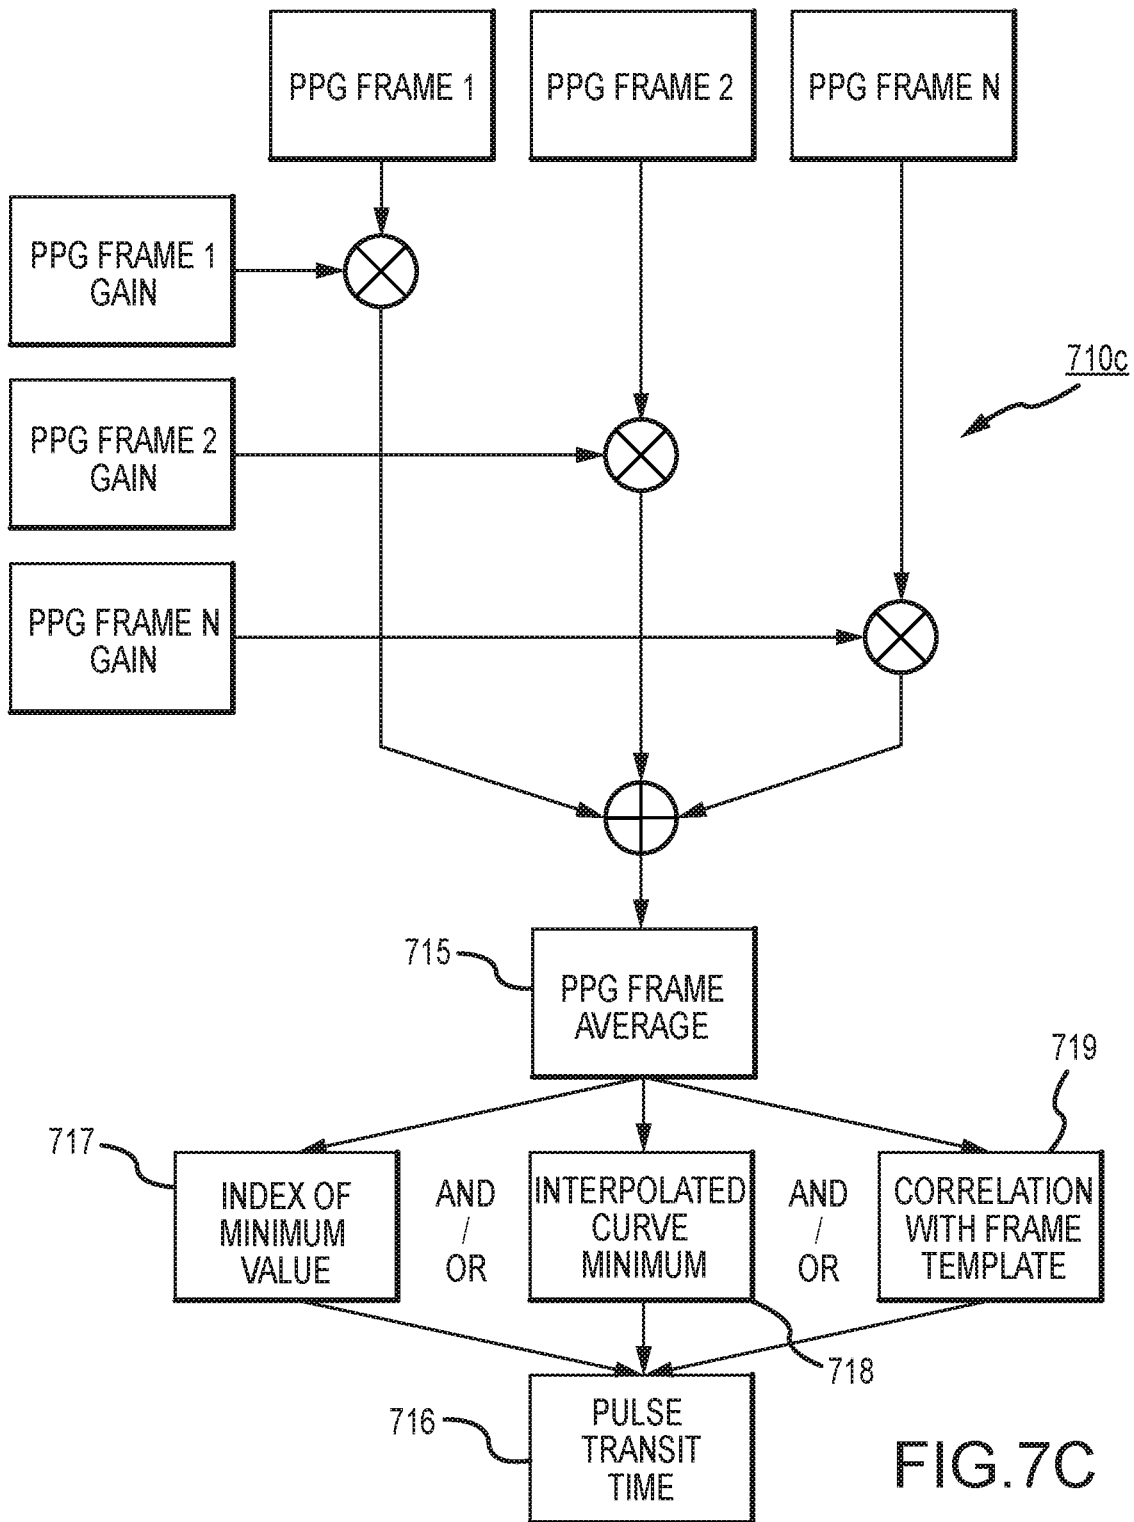 PPG FRAME 1
PPG FRAME 2
PPG FRAME N
PPG FRAME 1
GAIN
710c
PPG FRAME 2
GAIN
PPG FRAME N
GAIN
715
PPG FRAME
AVERAGE
719
717
INDEX OF
MINIMUM
VALUE
AND
/
OR
INTERPOLATED
CURVE
MINIMUM
AND
/
OR
CORRELATION
WITH FRAME
TEMPLATE
718
716
PULSE
TRANSIT
TIME
FIG.7C